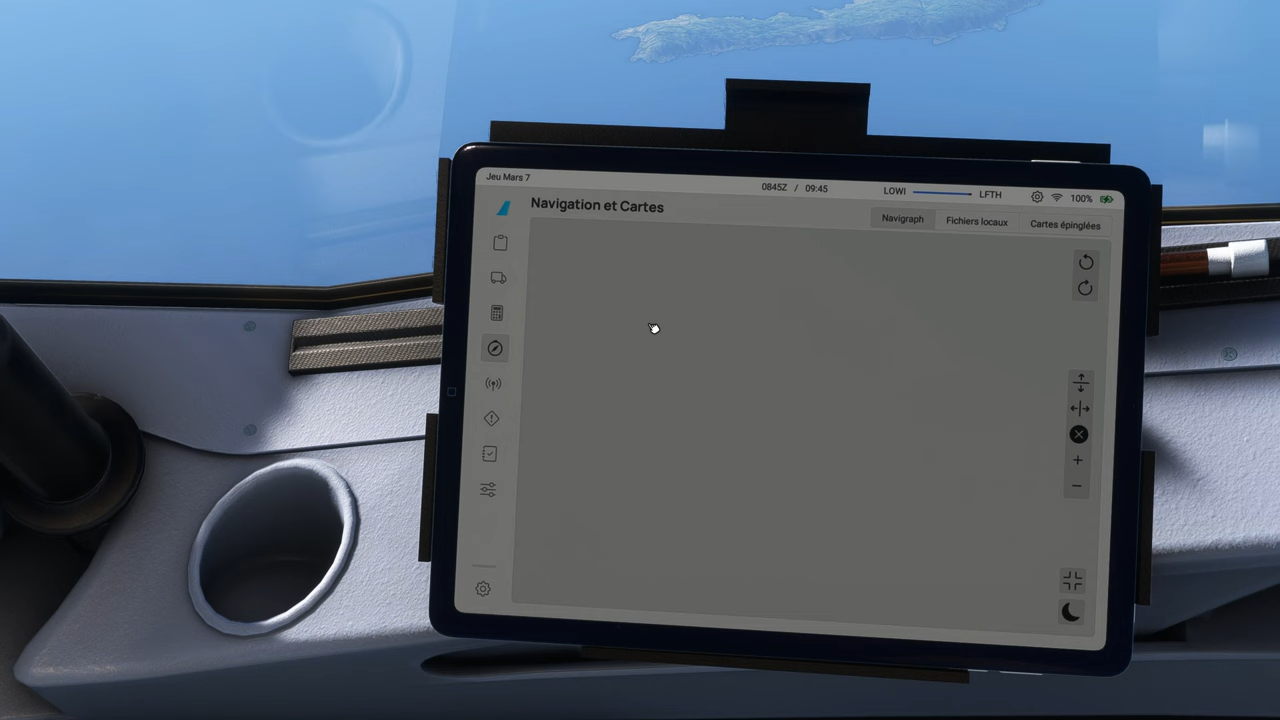 Jeu Mars 7
0845Z / 09:45
LOWI LFTH
100%
Navigation et Cartes
Navigraph
Fichiers locaux
Cartes épinglées